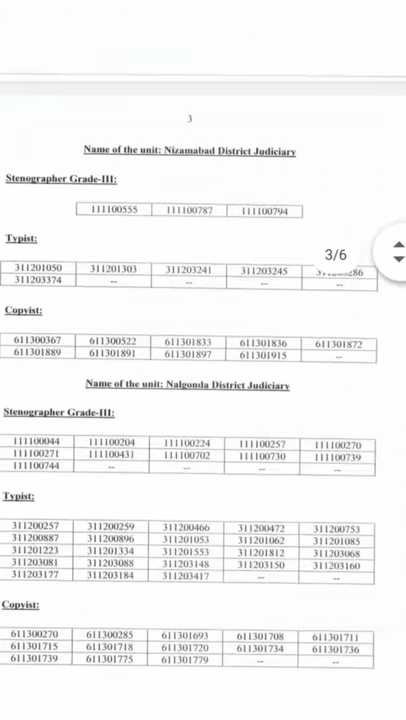 3
Name of the unit: Nizamabad District Judiciary
Stenographer Grade-III:
111100555 111100787 111100794
Typist:
3/6
311201050 311201303 311203241 311203245
311203374 -- -- -- --
Copyist:
611300367 611300522 611301833 611301836 611301872
611301889 611301891 611301897 611301915 --
Name of the unit: Nalgonda District Judiciary
Stenographer Grade-III:
111100044 111100204 111100224 111100257 111100270
111100271 111100431 111100702 111100730 111100739
111100744 -- -- -- --
Typist:
311200257 311200259 311200466 311200472 311200753
311200887 311200896 311201053 311201062 311201085
311201223 311201334 311201553 311201812 311203068
311203081 311203088 311203148 311203150 311203160
311203177 311203184 311203417 -- --
Copyist:
611300270 611300285 611301693 611301708 611301711
611301715 611301718 611301720 611301734 611301736
611301739 611301775 611301779 -- --